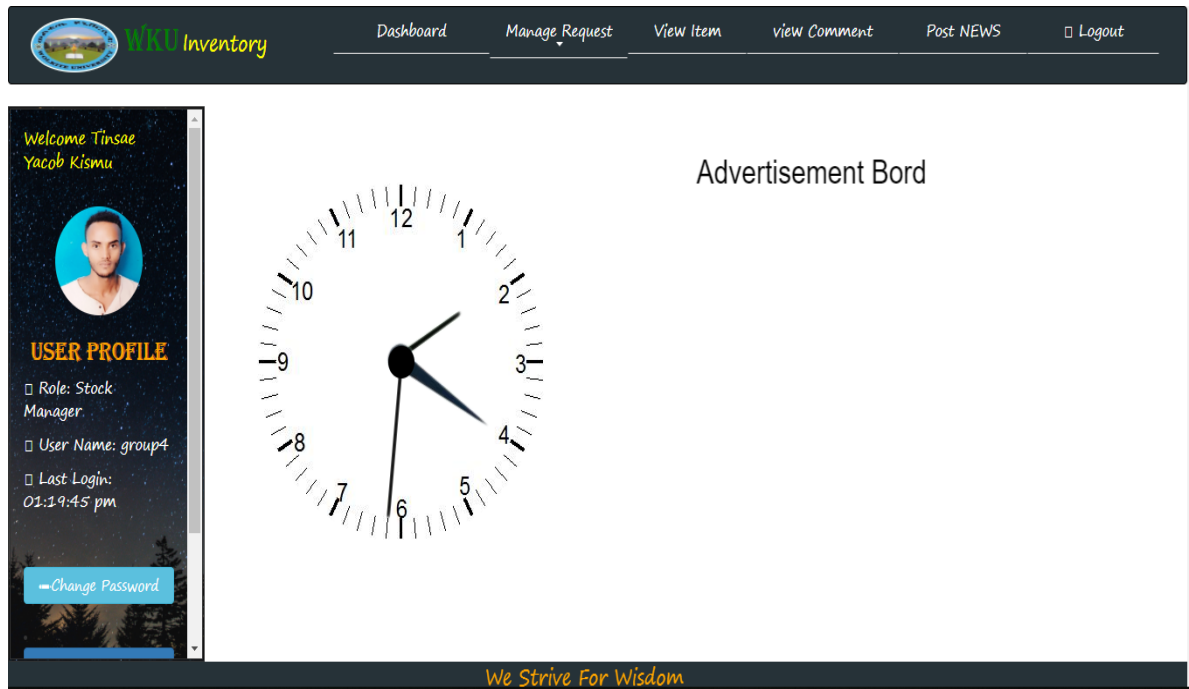 WKU Inventory
Dashboard
Manage Request
View Item
view Comment
Post NEWS
Logout
Welcome Tinsae
Yacob Kismu
USER PROFILE
Role: Stock
Manager
User Name: group4
Last Login:
01:19:45 pm
Change Password
Advertisement Bord
12
1
2
3
4
5
6
7
8
9
10
11
We Strive For Wisdom